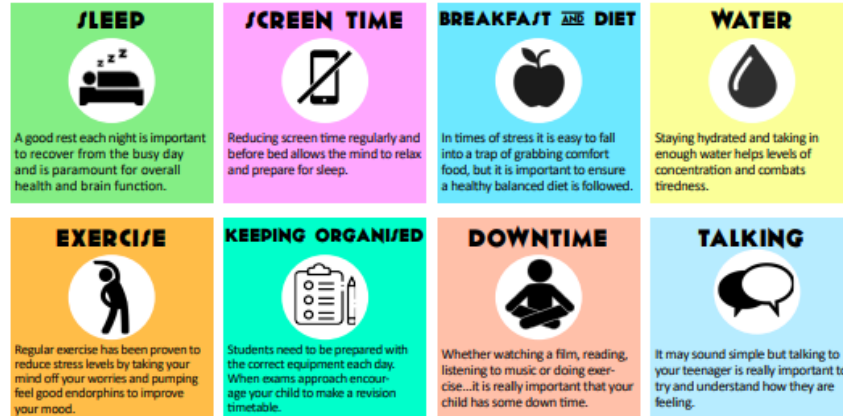 SLEEP
z z Z
A good rest each night is important
to recover from the busy day
and is paramount for overall
health and brain function.
SCREEN TIME
Reducing screen time regularly and
before bed allows the mind to relax
and prepare for sleep.
BREAKFAST AND DIET
In times of stress it is easy to fall
into a trap of grabbing comfort
food, but it is important to ensure
a healthy balanced diet is followed.
WATER
Staying hydrated and taking in
enough water helps levels of
concentration and combats
tiredness.
EXERCISE
Regular exercise has been proven to
reduce stress levels by taking your
mind off your worries and pumping
feel good endorphins to improve
your mood.
KEEPING ORGANISED
Students need to be prepared with
the correct equipment each day.
When exams approach encour-
age your child to make a revision
timetable.
DOWNTIME
Whether watching a film, reading,
listening to music or doing exer-
cise...it is really important that your
child has some down time.
TALKING
It may sound simple but talking to
your teenager is really important to
try and understand how they are
feeling.